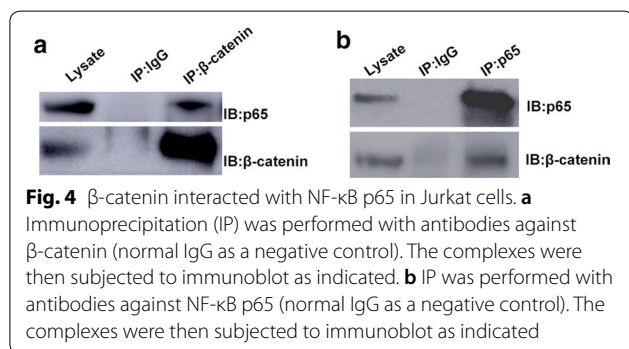 a
b
Lysate
IP:IgG
IP:β-catenin
Lysate
IP:IgG
IP:p65
IB:p65
IB:β-catenin
IB:p65
IB:β-catenin
Fig. 4 β-catenin interacted with NF-κB p65 in Jurkat cells. a
Immunoprecipitation (IP) was performed with antibodies against
β-catenin (normal IgG as a negative control). The complexes were
then subjected to immunoblot as indicated. b IP was performed with
antibodies against NF-κB p65 (normal IgG as a negative control). The
complexes were then subjected to immunoblot as indicated